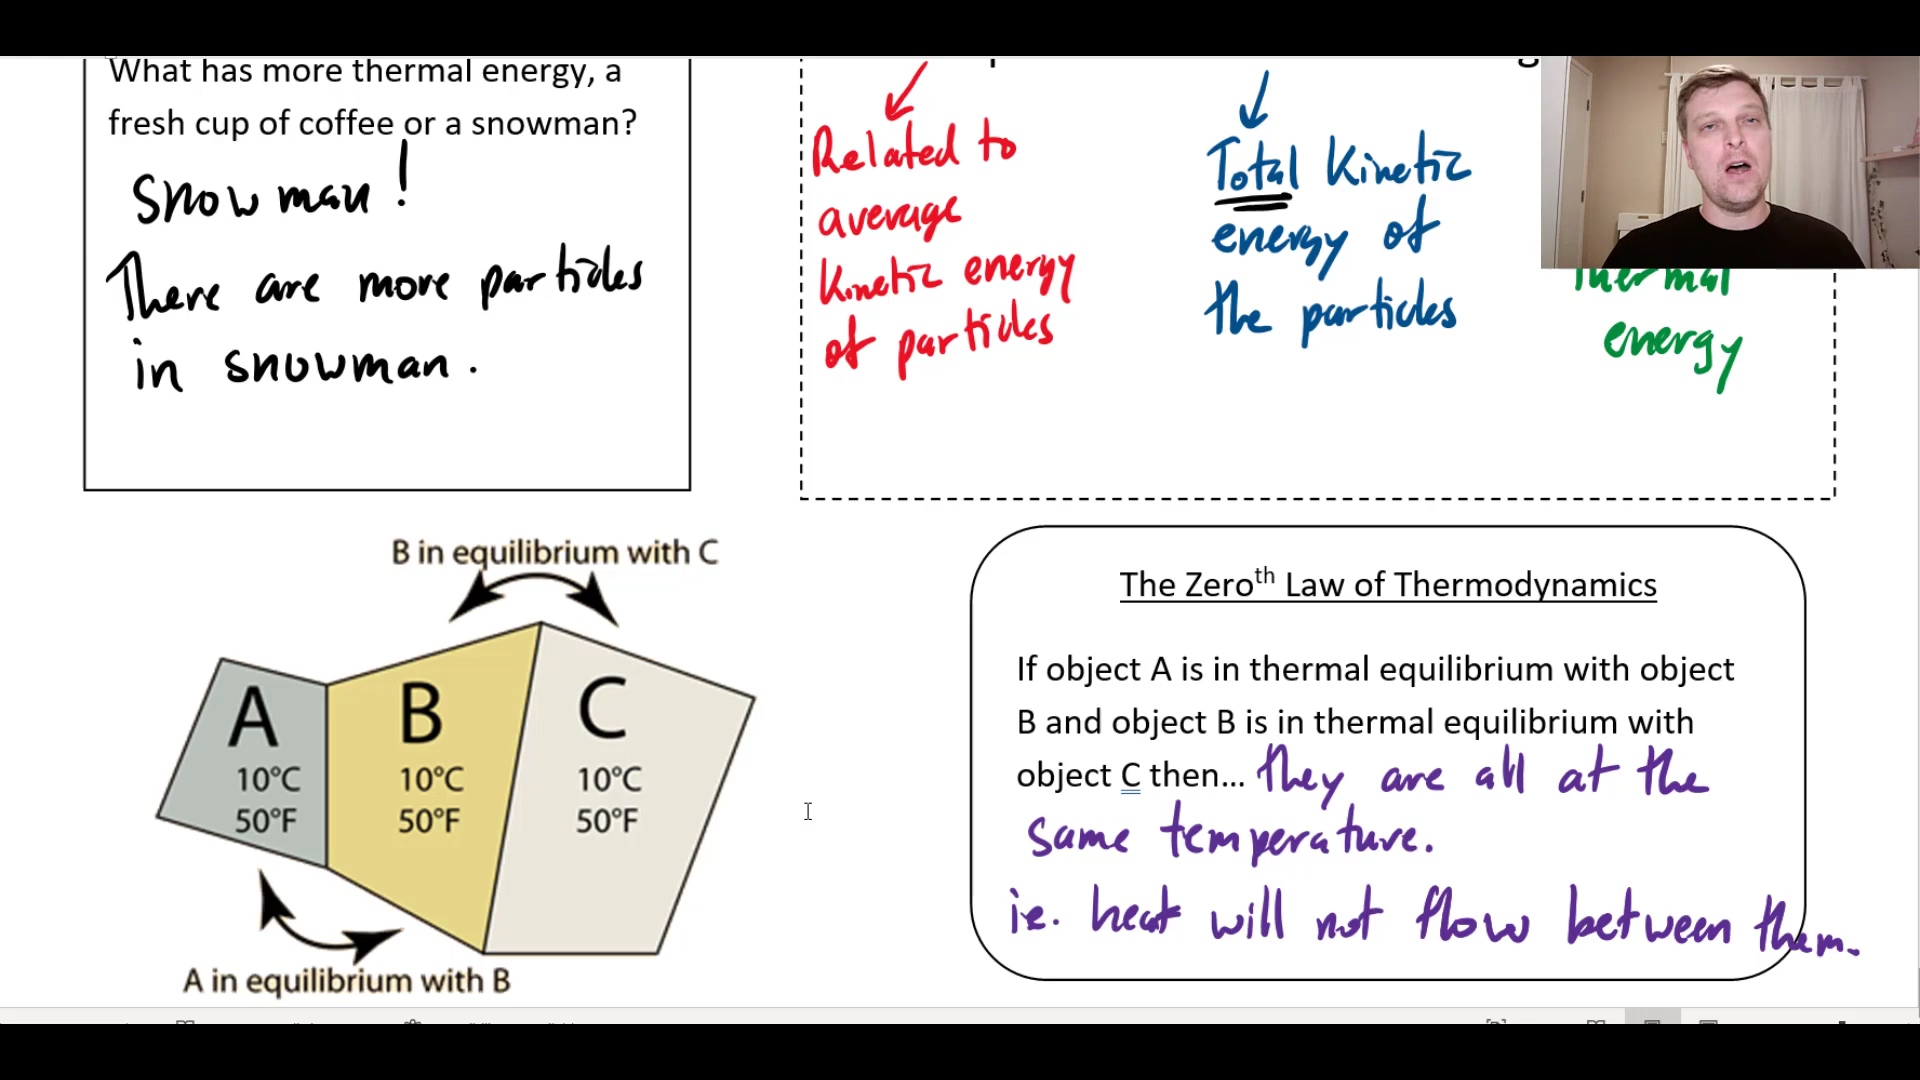 What has more thermal energy, a
fresh cup of coffee or a snowman?
Snowman!
There are more particles
in snowman.
Related to
average
Kinetic energy
of particles
Total Kinetic
energy of
the particles
thermal
energy
B in equilibrium with C
A
10°C
50°F
B
10°C
50°F
C
10°C
50°F
A in equilibrium with B
The Zeroth Law of Thermodynamics
If object A is in thermal equilibrium with object
B and object B is in thermal equilibrium with
object C then... they are all at the
same temperature.
ie. heat will not flow between them.